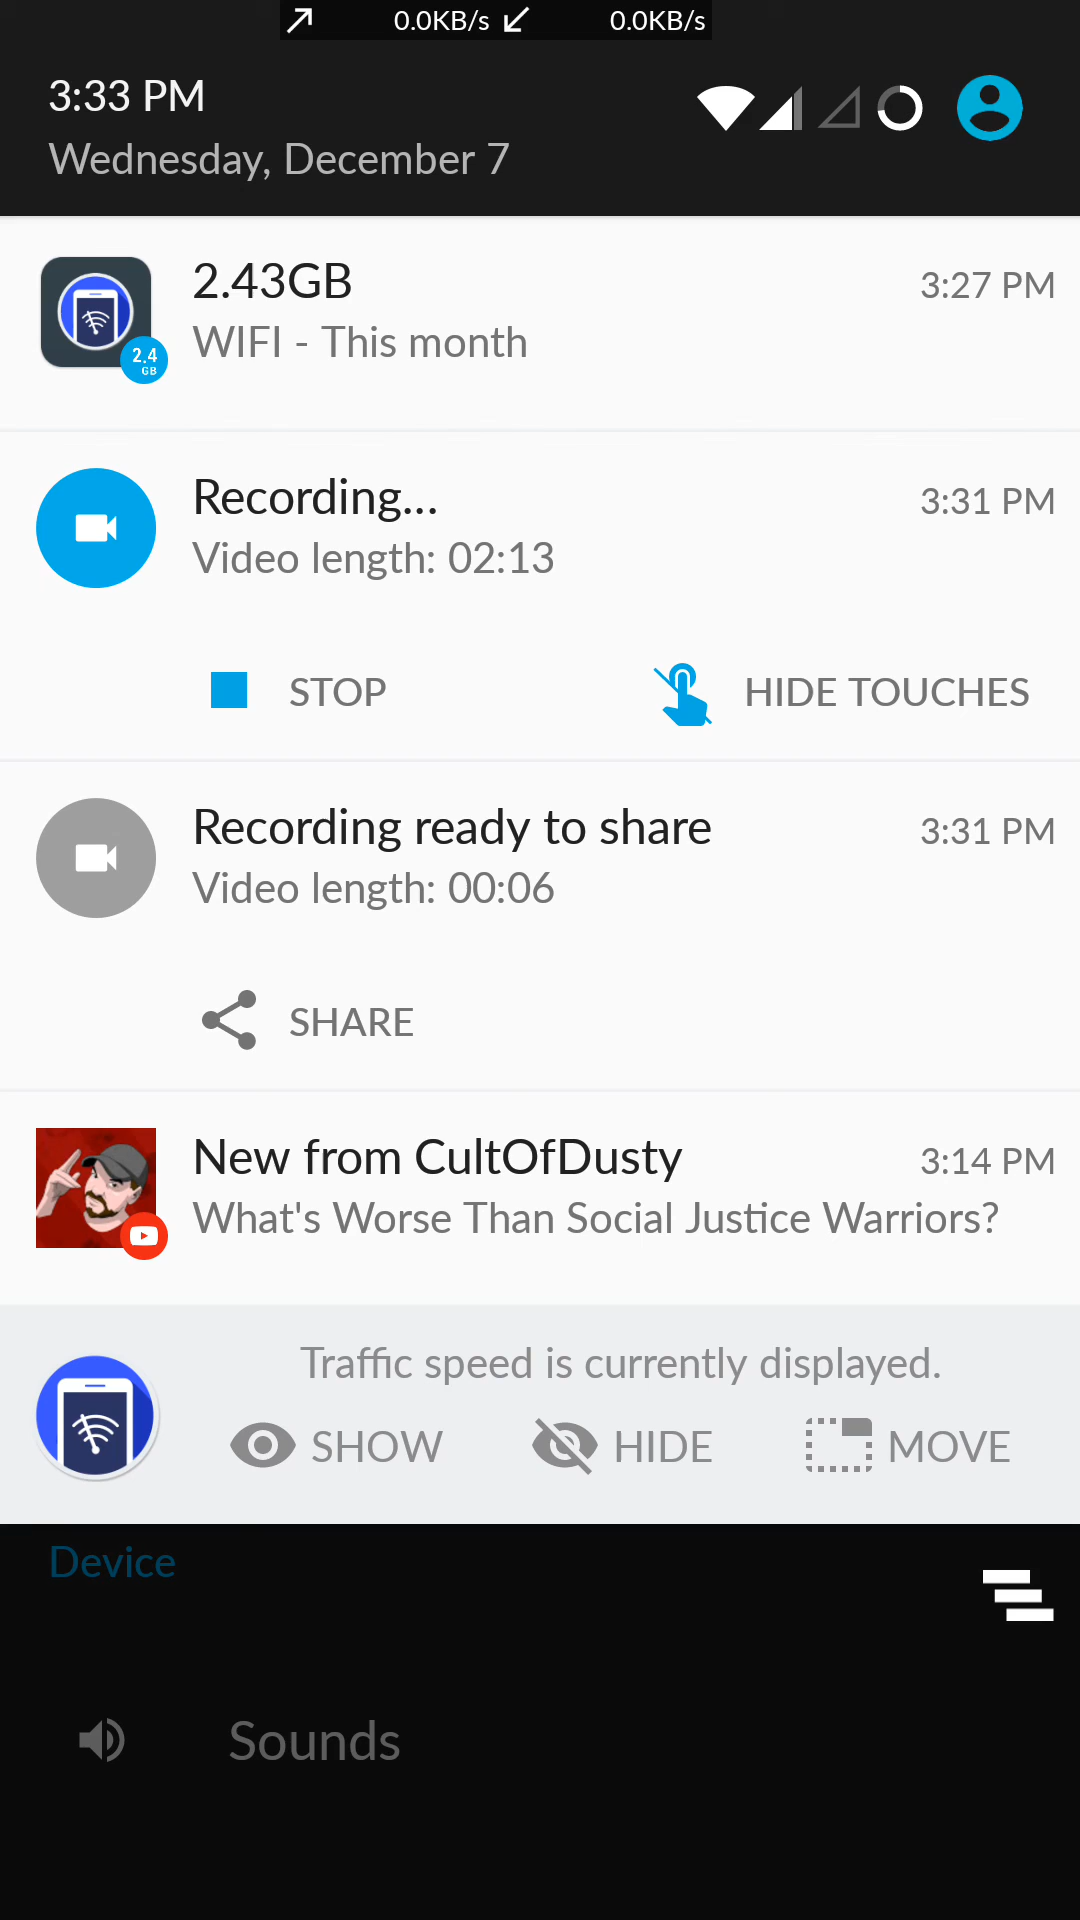 0.0KB/s 0.0KB/s
3:33 PM
Wednesday, December 7
2.43GB 3:27 PM
WIFI - This month
2.4
GB
Recording... 3:31 PM
Video length: 02:13
STOP HIDE TOUCHES
Recording ready to share 3:31 PM
Video length: 00:06
SHARE
New from CultOfDusty 3:14 PM
What's Worse Than Social Justice Warriors?
Traffic speed is currently displayed.
SHOW HIDE MOVE
Device
Sounds